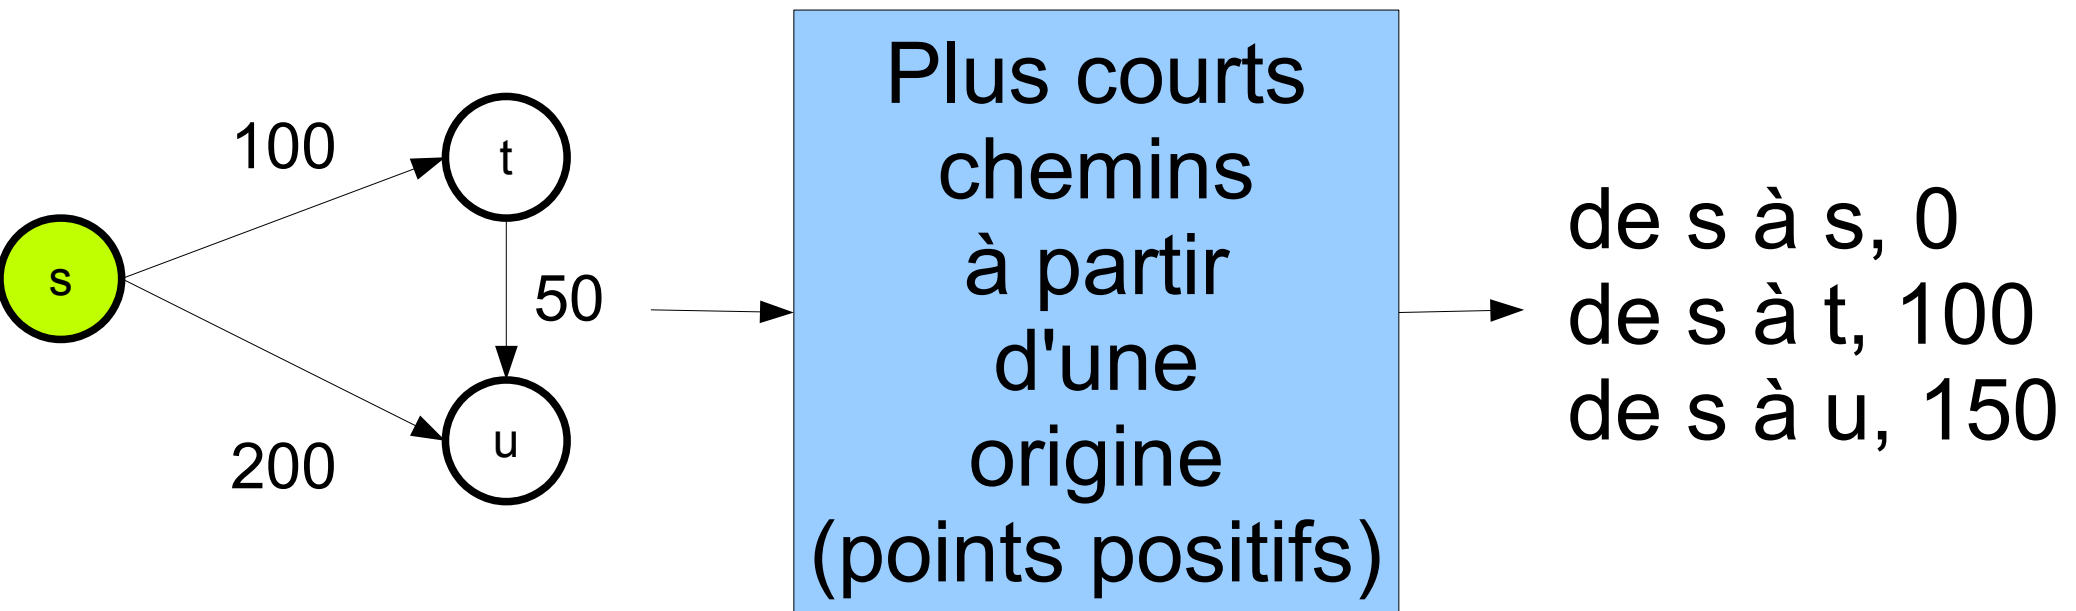 100
t
s
50
u
200
Plus courts
chemins
à partir
d'une
origine
(points positifs)
de s à s, 0
de s à t, 100
de s à u, 150